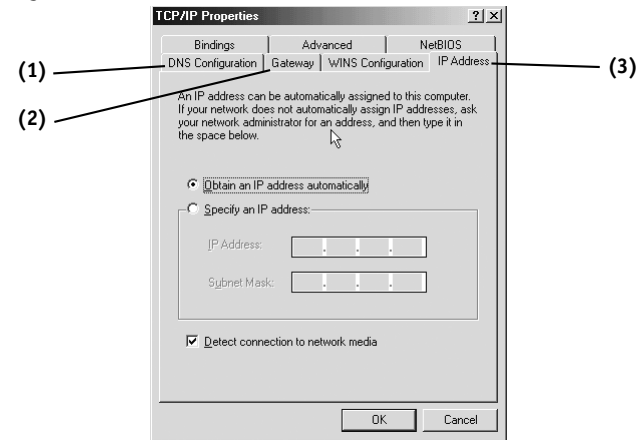 TCP/IP Properties
? X
Bindings Advanced NetBIOS
DNS Configuration Gateway WINS Configuration IP Address
(1)
(2)
(3)
An IP address can be automatically assigned to this computer.
If your network does not automatically assign IP addresses, ask
your network administrator for an address, and then type it in
the space below.
Obtain an IP address automatically
Specify an IP address:
IP Address:
. . .
Subnet Mask:
. . .
Detect connection to network media
OK Cancel